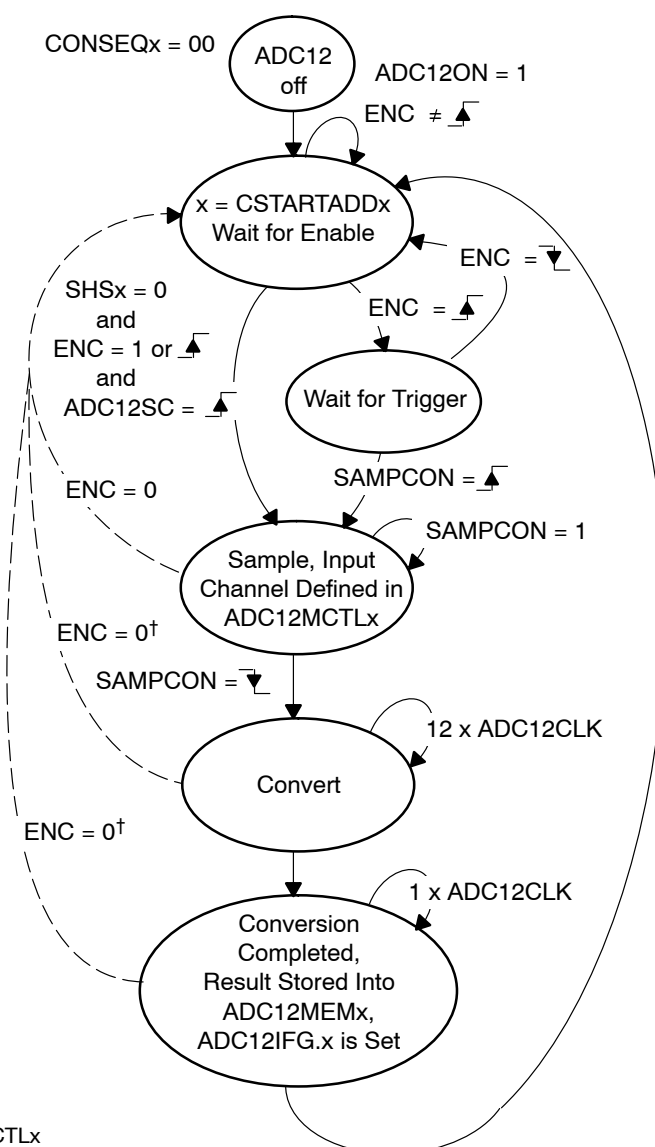 CONSEQx = 00
ADC12
off
ADC12ON = 1
ENC ≠
x = CSTARTADDx
Wait for Enable
ENC =
SHSx = 0
and
ENC = 1 or
and
ADC12SC =
ENC =
Wait for Trigger
SAMPCON =
ENC = 0
SAMPCON = 1
Sample, Input
Channel Defined in
ADC12MCTLx
ENC = 0†
SAMPCON =
12 x ADC12CLK
Convert
ENC = 0†
1 x ADC12CLK
Conversion
Completed,
Result Stored Into
ADC12MEMx,
ADC12IFG.x is Set
CTLx